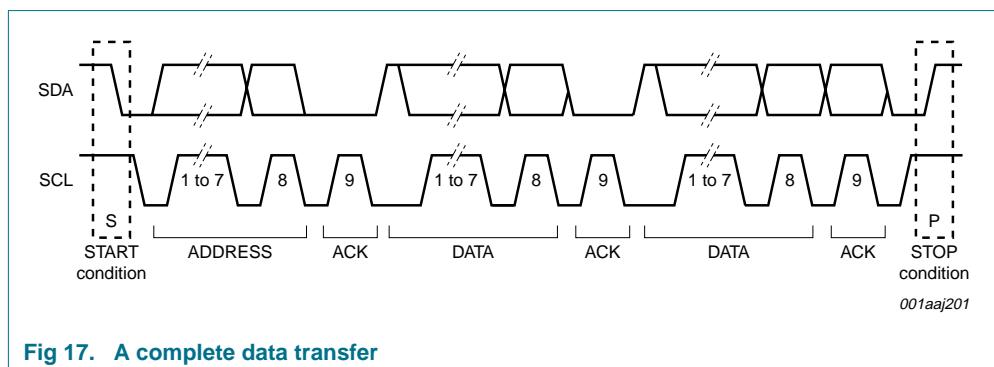 SDA
SCL
1 to 7 8 9 1 to 7 8 9 1 to 7 8 9
S P
START condition ADDRESS ACK DATA ACK DATA ACK STOP condition
001aaj201
Fig 17. A complete data transfer